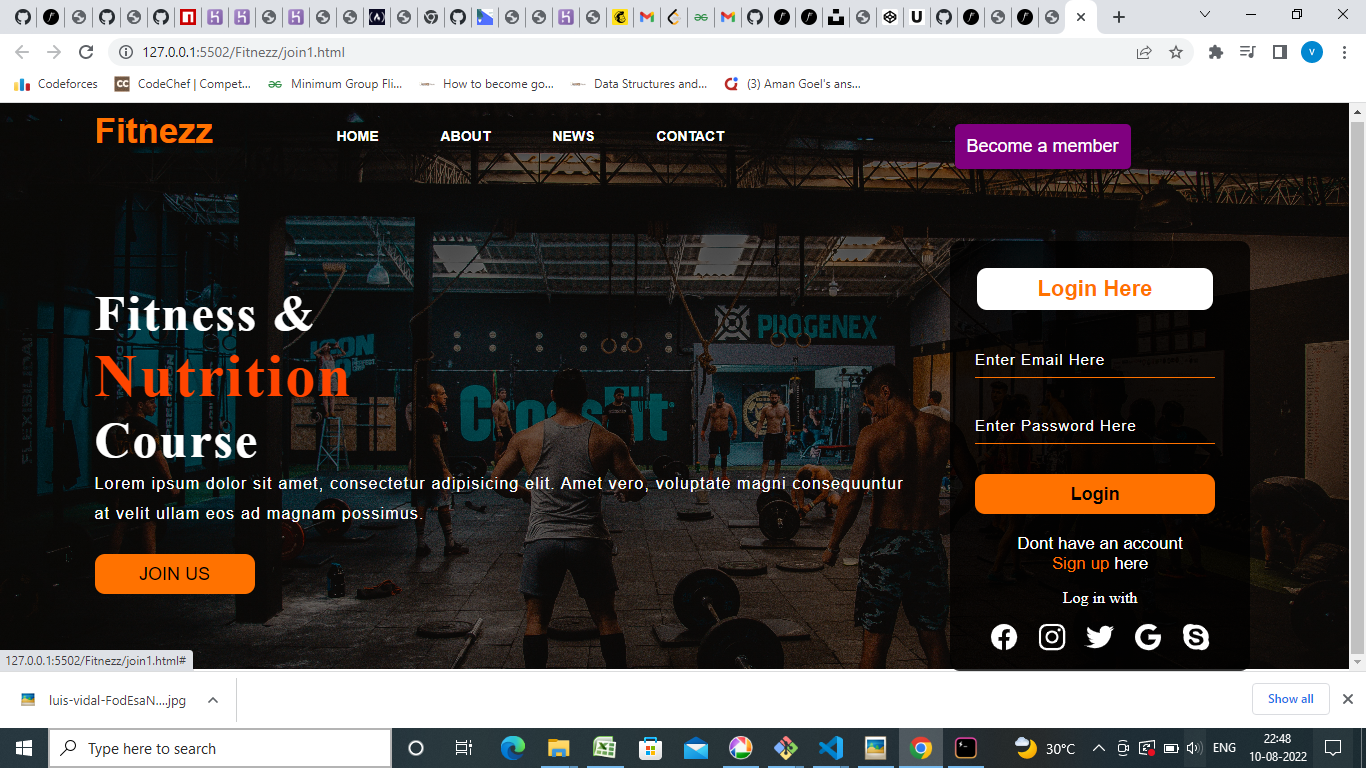 127.0.0.1:5502/Fitnezz/join1.html
V
Codeforces
CC
CodeChef | Compet...
Minimum Group Fli...
How to become go...
Data Structures and...
(3) Aman Goel's ans...
Fitnezz
HOME
ABOUT
NEWS
CONTACT
Become a member
PROGENEX
CrossFit
Login Here
Fitness &
Nutrition
Course
Enter Email Here
Enter Password Here
Lorem ipsum dolor sit amet, consectetur adipisicing elit. Amet vero, voluptate magni consequuntur
at velit ullam eos ad magnam possimus.
JOIN US
Login
Dont have an account
Sign up here
Log in with
127.0.0.1:5502/Fitnezz/join1.html#
luis-vidal-FodEsaN....jpg
Show all
Type here to search
30°C
ENG
22:48
10-08-2022